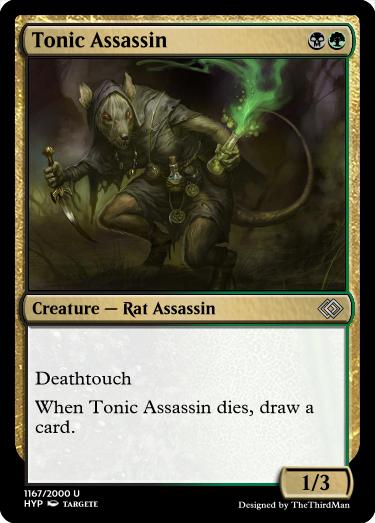 Tonic Assassin
Creature — Rat Assassin
Deathtouch
When Tonic Assassin dies, draw a
card.
1/3
1167/2000 U
HYP TARGETE
Designed by TheThirdMan